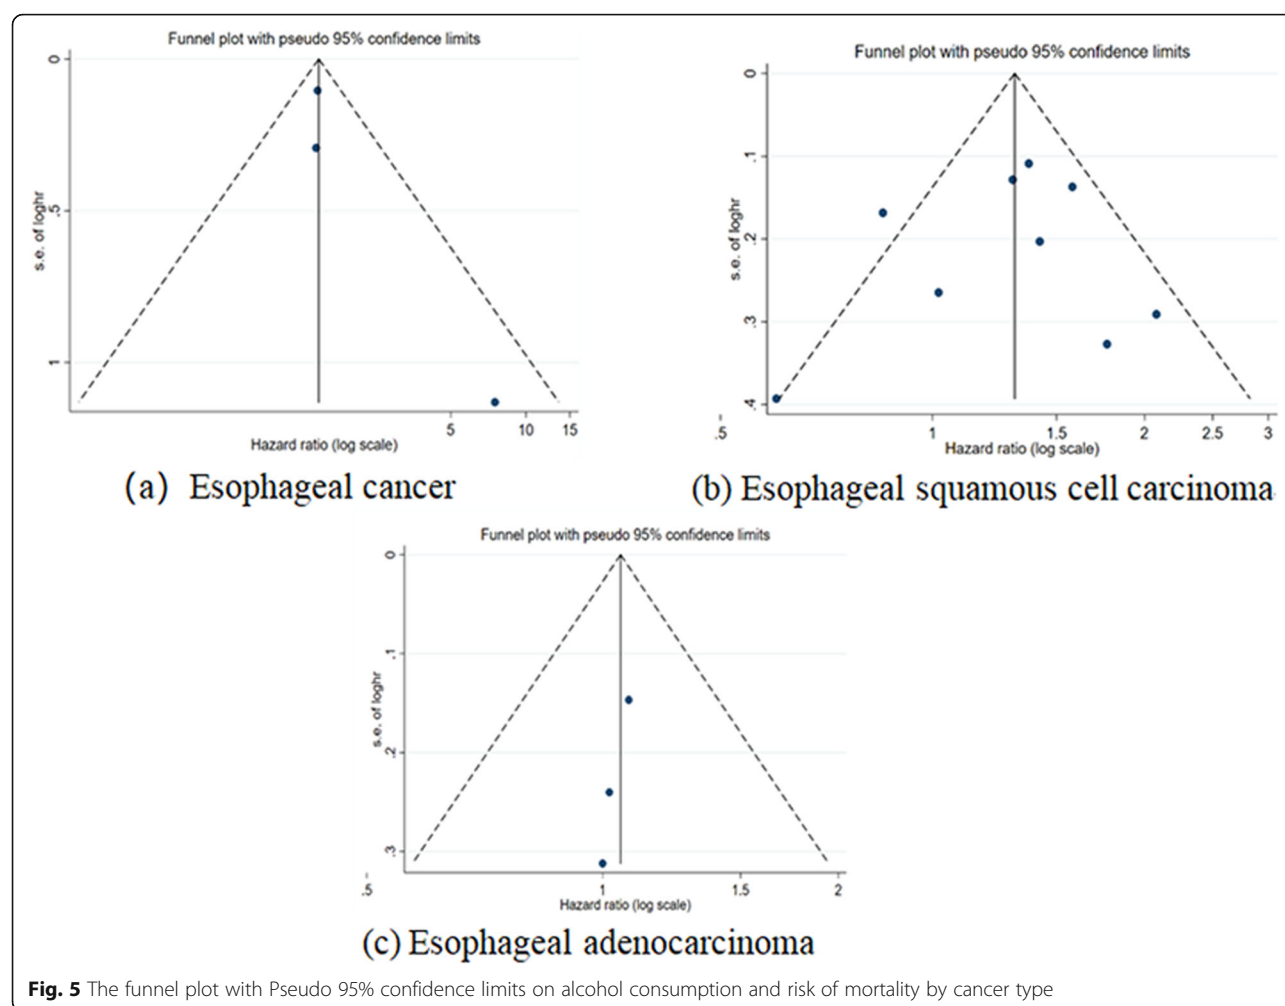 Funnel plot with pseudo 95% confidence limits
0
.5
1
s.e. of loghr
5
10
15
Hazard ratio (log scale)
(a) Esophageal cancer
Funnel plot with pseudo 95% confidence limits
0
.1
.2
.3
.4
s.e. of loghr
.5
1
1.5
2
2.5
3
Hazard ratio (log scale)
(b) Esophageal squamous cell carcinoma
Funnel plot with pseudo 95% confidence limits
0
.1
.2
.3
s.e. of loghr
.5
1
1.5
2
Hazard ratio (log scale)
(c) Esophageal adenocarcinoma
Fig. 5 The funnel plot with Pseudo 95% confidence limits on alcohol consumption and risk of mortality by cancer type